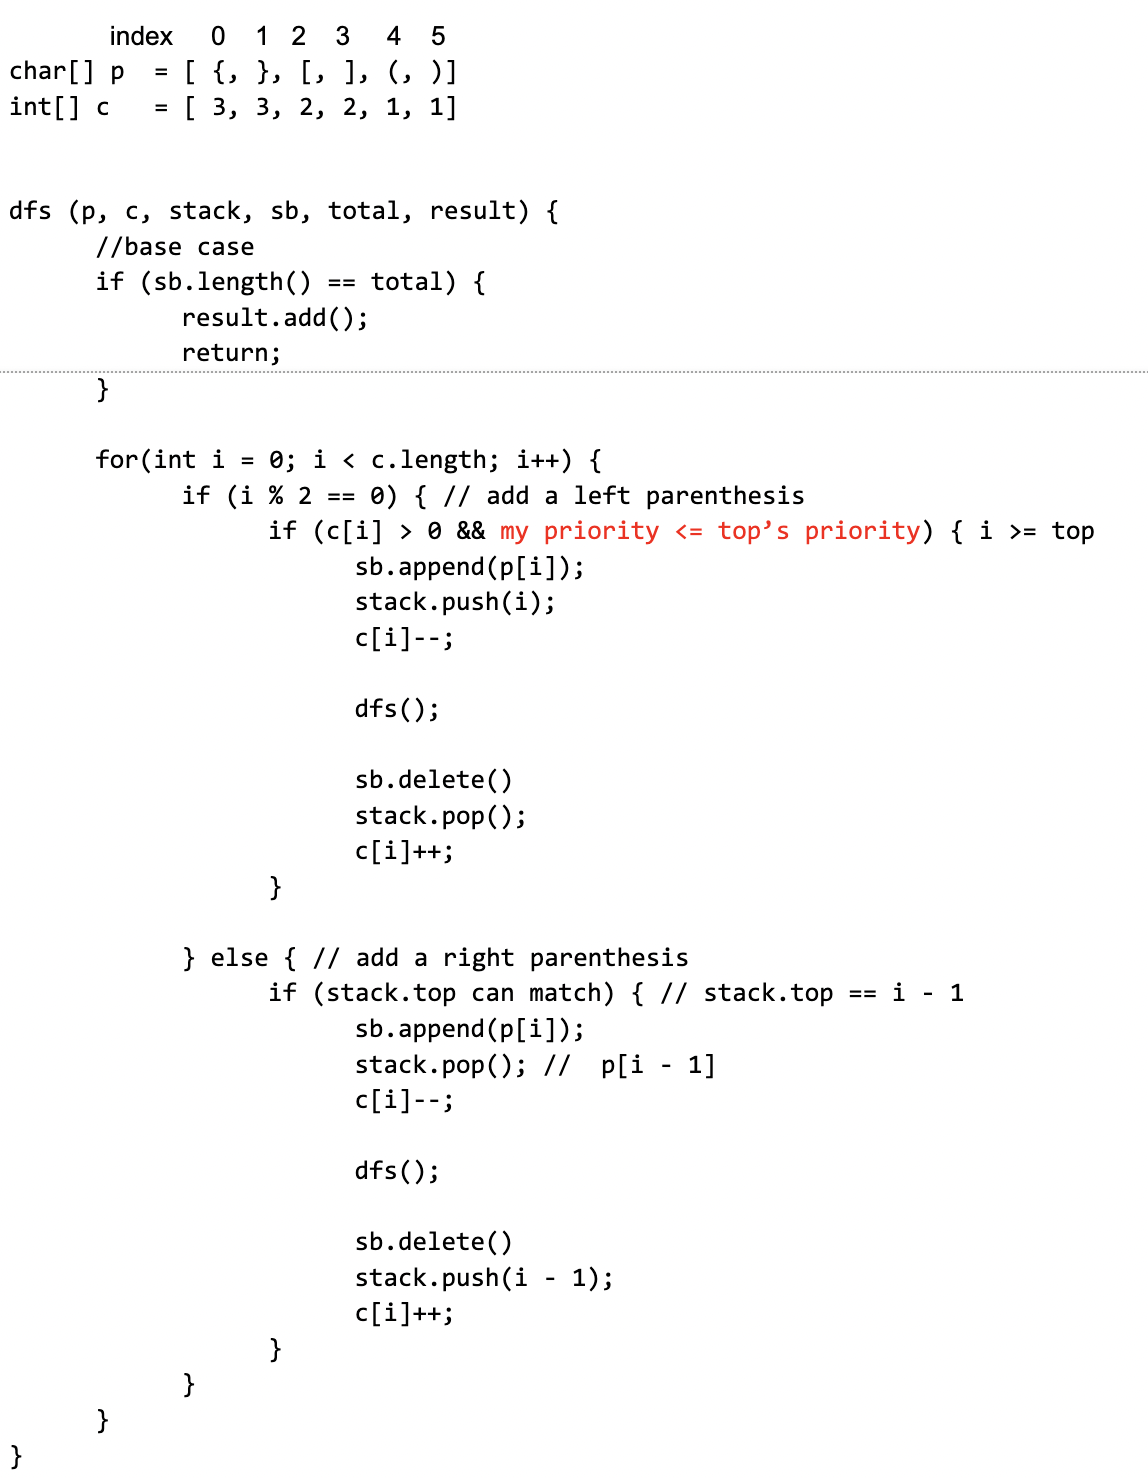 index 0 1 2 3 4 5
char[] p = [ {, }, [, ], (, )]
int[] c = [ 3, 3, 2, 2, 1, 1]
dfs (p, c, stack, sb, total, result) {
//base case
if (sb.length() == total) {
result.add();
return;
}
for(int i = 0; i < c.length; i++) {
if (i % 2 == 0) { // add a left parenthesis
if (c[i] > 0 && my priority <= top’s priority) { i >= top
sb.append(p[i]);
stack.push(i);
c[i]--;
dfs();
sb.delete()
stack.pop();
c[i]++;
}
} else { // add a right parenthesis
if (stack.top can match) { // stack.top == i - 1
sb.append(p[i]);
stack.pop(); // p[i - 1]
c[i]--;
dfs();
sb.delete()
stack.push(i - 1);
c[i]++;
}
}
}
}